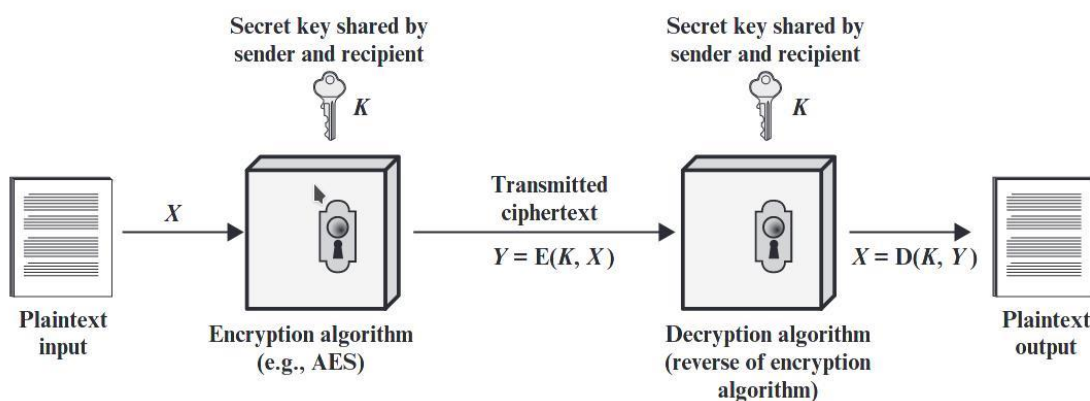 Secret key shared by
sender and recipient
K
Secret key shared by
sender and recipient
K
X
Transmitted
ciphertext
Y = E(K, X)
X = D(K, Y)
Plaintext
input
Encryption algorithm
(e.g., AES)
Decryption algorithm
(reverse of encryption
algorithm)
Plaintext
output